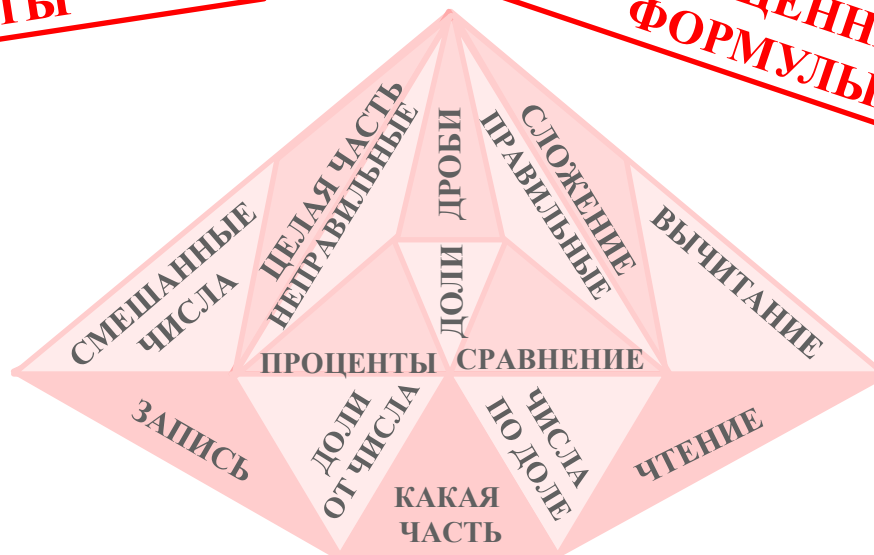 ФОРМУЛЫ
ДРОБИ
ЦЕЛАЯ ЧАСТЬ
НЕПРАВИЛЬНЫЕ
ПРАВИЛЬНЫЕ
СЛОЖЕНИЕ
СМЕШАННЫЕ
ЧИСЛА
ВЫЧИТАНИЕ
ДОЛИ
ПРОЦЕНТЫ
СРАВНЕНИЕ
ЗАПИСЬ
ДОЛИ
ОТ ЧИСЛА
ЧИСЛА
ПО ДОЛЕ
ЧТЕНИЕ
КАКАЯ
ЧАСТЬ